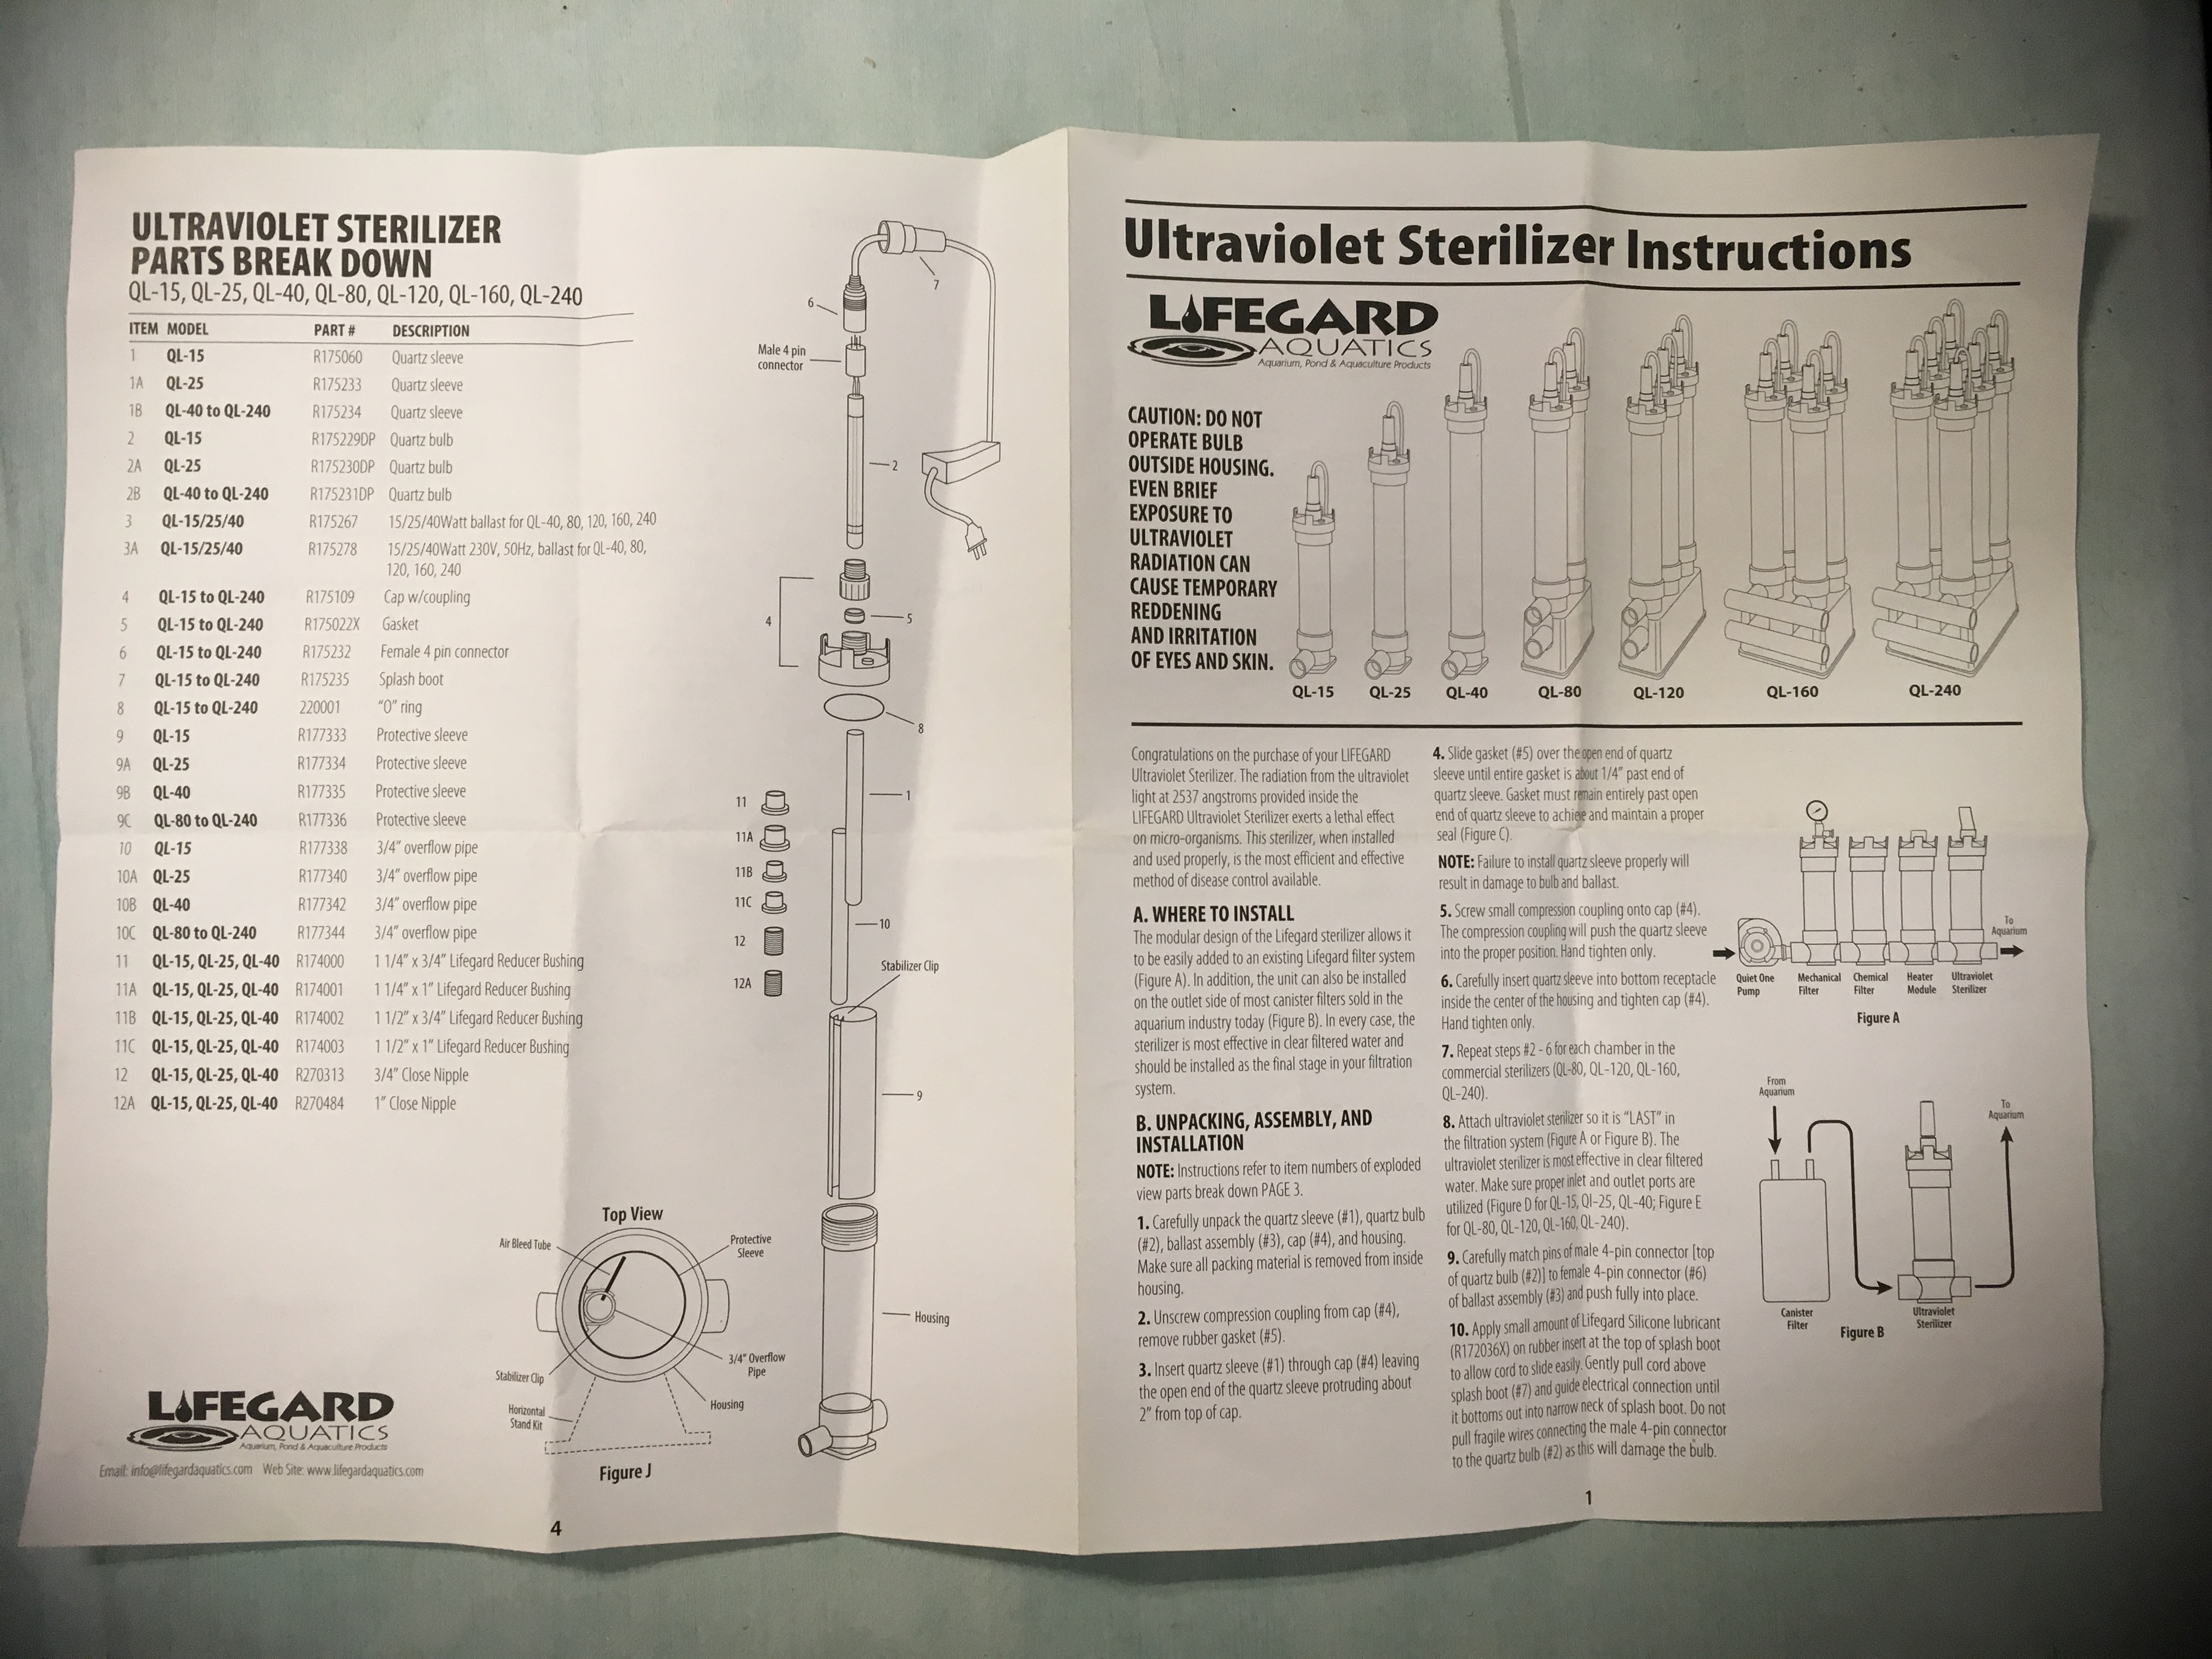 ULTRAVIOLET STERILIZER
PARTS BREAK DOWN
QL-15, QL-25, QL-40, QL-80, QL-120, QL-160, QL-240
ITEM MODEL PART # DESCRIPTION
1 QL-15 R175060 Quartz sleeve
1A QL-25 R175233 Quartz sleeve
1B QL-40 to QL-240 R175234 Quartz sleeve
2 QL-15 R175229DP Quartz bulb
2A QL-25 R175230DP Quartz bulb
2B QL-40 to QL-240 R175231DP Quartz bulb
3 QL-15/25/40 R175267 15/25/40Watt ballast for QL-40, 80, 120, 160, 240
3A QL-15/25/40 R175278 15/25/40Watt 230V, 50Hz, ballast for QL-40, 80,
120, 160, 240
4 QL-15 to QL-240 R175109 Cap w/coupling
5 QL-15 to QL-240 R175022X Gasket
6 QL-15 to QL-240 R175232 Female 4 pin connector
7 QL-15 to QL-240 R175235 Splash boot
8 QL-15 to QL-240 220001 "O" ring
9 QL-15 R177333 Protective sleeve
9A QL-25 R177334 Protective sleeve
9B QL-40 R177335 Protective sleeve
9C QL-80 to QL-240 R177336 Protective sleeve
10 QL-15 R177338 3/4" overflow pipe
10A QL-25 R177340 3/4" overflow pipe
10B QL-40 R177342 3/4" overflow pipe
10C QL-80 to QL-240 R177344 3/4" overflow pipe
11 QL-15, QL-25, QL-40 R174000 1 1/4" x 3/4" Lifegard Reducer Bushing
11A QL-15, QL-25, QL-40 R174001 1 1/4" x 1" Lifegard Reducer Bushing
11B QL-15, QL-25, QL-40 R174002 1 1/2" x 3/4" Lifegard Reducer Bushing
11C QL-15, QL-25, QL-40 R174003 1 1/2" x 1" Lifegard Reducer Bushing
12 QL-15, QL-25, QL-40 R270313 3/4" Close Nipple
12A QL-15, QL-25, QL-40 R270484 1" Close Nipple
7
6
Male 4 pin
connector
2
4
5
8
1
11
11A
11B
11C
12
12A
10
Stabilizer Clip
9
Housing
Top View
Air Bleed Tube
Protective
Sleeve
3/4" Overflow
Pipe
Stabilizer Clip
Housing
Horizontal
Stand Kit
Figure J
LIFEGARD
AQUATICS
Aquarium, Pond & Aquaculture Products
Email: info@lifegardaquatics.com Web Site: www.lifegardaquatics.com
4
Ultraviolet Sterilizer Instructions
LIFEGARD
AQUATICS
Aquarium, Pond & Aquaculture Products
CAUTION: DO NOT
OPERATE BULB
OUTSIDE HOUSING.
EVEN BRIEF
EXPOSURE TO
ULTRAVIOLET
RADIATION CAN
CAUSE TEMPORARY
REDDENING
AND IRRITATION
OF EYES AND SKIN.
QL-15 QL-25 QL-40 QL-80 QL-120 QL-160 QL-240
Congratulations on the purchase of your LIFEGARD
Ultraviolet Sterilizer. The radiation from the ultraviolet
light at 2537 angstroms provided inside the
LIFEGARD Ultraviolet Sterilizer exerts a lethal effect
on micro-organisms. This sterilizer, when installed
and used properly, is the most efficient and effective
method of disease control available.
A. WHERE TO INSTALL
The modular design of the Lifegard sterilizer allows it
to be easily added to an existing Lifegard filter system
(Figure A). In addition, the unit can also be installed
on the outlet side of most canister filters sold in the
aquarium industry today (Figure B). In every case, the
sterilizer is most effective in clear filtered water and
should be installed as the final stage in your filtration
system.
B. UNPACKING, ASSEMBLY, AND
INSTALLATION
NOTE: Instructions refer to item numbers of exploded
view parts break down PAGE 3.
1. Carefully unpack the quartz sleeve (#1), quartz bulb
(#2), ballast assembly (#3), cap (#4), and housing.
Make sure all packing material is removed from inside
housing.
2. Unscrew compression coupling from cap (#4),
remove rubber gasket (#5).
3. Insert quartz sleeve (#1) through cap (#4) leaving
the open end of the quartz sleeve protruding about
2" from top of cap.
4. Slide gasket (#5) over the open end of quartz
sleeve until entire gasket is about 1/4" past end of
quartz sleeve. Gasket must remain entirely past open
end of quartz sleeve to achieve and maintain a proper
seal (Figure C).
NOTE: Failure to install quartz sleeve properly will
result in damage to bulb and ballast.
5. Screw small compression coupling onto cap (#4).
The compression coupling will push the quartz sleeve
into the proper position. Hand tighten only.
6. Carefully insert quartz sleeve into bottom receptacle
inside the center of the housing and tighten cap (#4).
Hand tighten only.
7. Repeat steps #2 - 6 for each chamber in the
commercial sterilizers (QL-80, QL-120, QL-160,
QL-240).
8. Attach ultraviolet sterilizer so it is "LAST" in
the filtration system (Figure A or Figure B). The
ultraviolet sterilizer is most effective in clear filtered
water. Make sure proper inlet and outlet ports are
utilized (Figure D for QL-15, Ql-25, QL-40; Figure E
for QL-80, QL-120, QL-160, QL-240).
9. Carefully match pins of male 4-pin connector [top
of quartz bulb (#2)] to female 4-pin connector (#6)
of ballast assembly (#3) and push fully into place.
10. Apply small amount of Lifegard Silicone lubricant
(R172036X) on rubber insert at the top of splash boot
to allow cord to slide easily. Gently pull cord above
splash boot (#7) and guide electrical connection until
it bottoms out into narrow neck of splash boot. Do not
pull fragile wires connecting the male 4-pin connector
to the quartz bulb (#2) as this will damage the bulb.
To
Aquarium
Quiet One
Pump
Mechanical
Filter
Chemical
Filter
Heater
Module
Ultraviolet
Sterilizer
Figure A
From
Aquarium
To
Aquarium
Canister
Filter
Ultraviolet
Sterilizer
Figure B
1